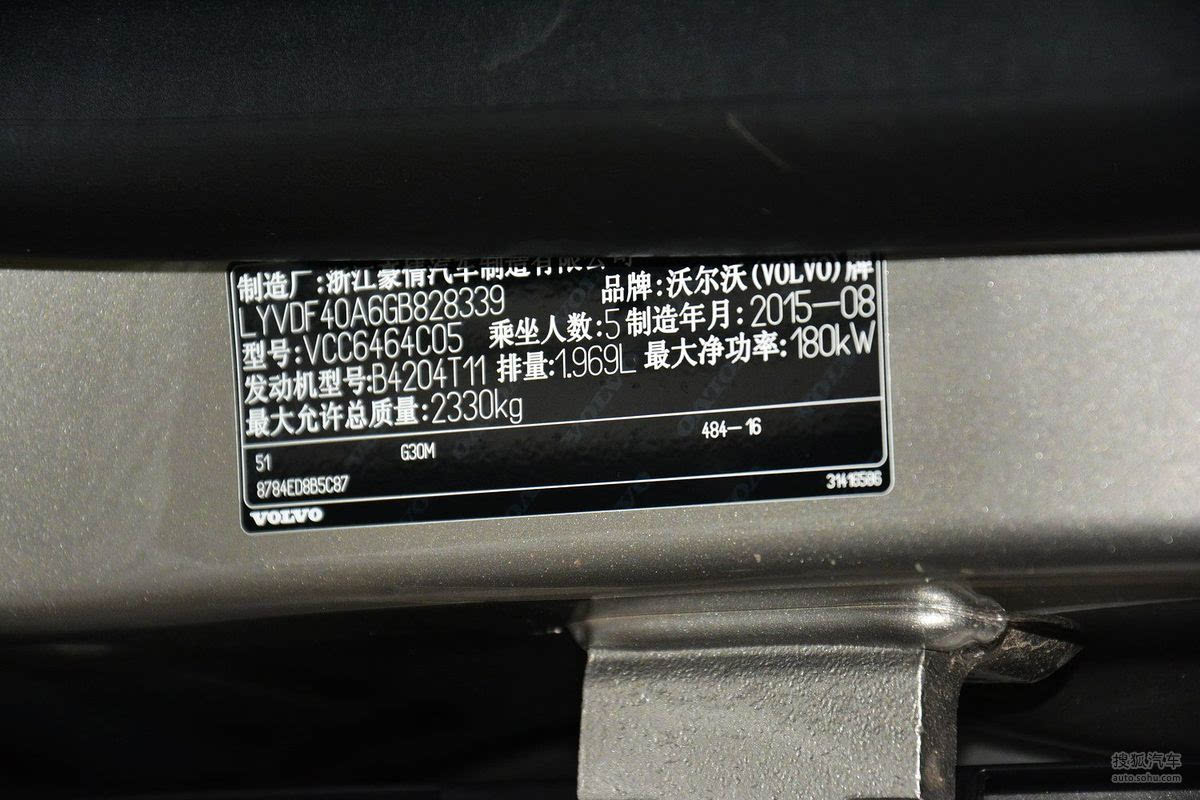 制造厂:浙江豪情汽车制造有限公司
LYVDF40A6GB828339 品牌:沃尔沃(VOLVO)牌
型号:VCC6464C05 乘坐人数:5 制造年月:2015-08
发动机型号:B4204T11 排量:1.969L 最大净功率:180kW
最大允许总质量:2330kg
51 G30M 484-16
8784ED8B5C87 31419586
VOLVO
搜狐汽车
auto.sohu.com